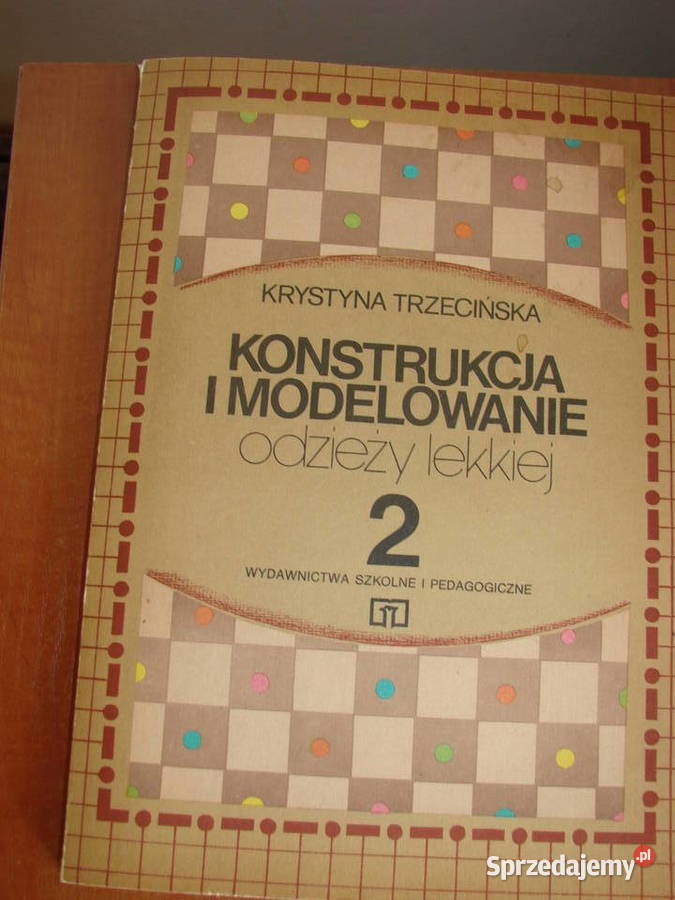 KRYSTYNA TRZECIŃSKA
KONSTRUKCJA
I MODELOWANIE
odzieży lekkiej
2
WYDAWNICTWA SZKOLNE I PEDAGOGICZNE
Sprzedajemy.pl